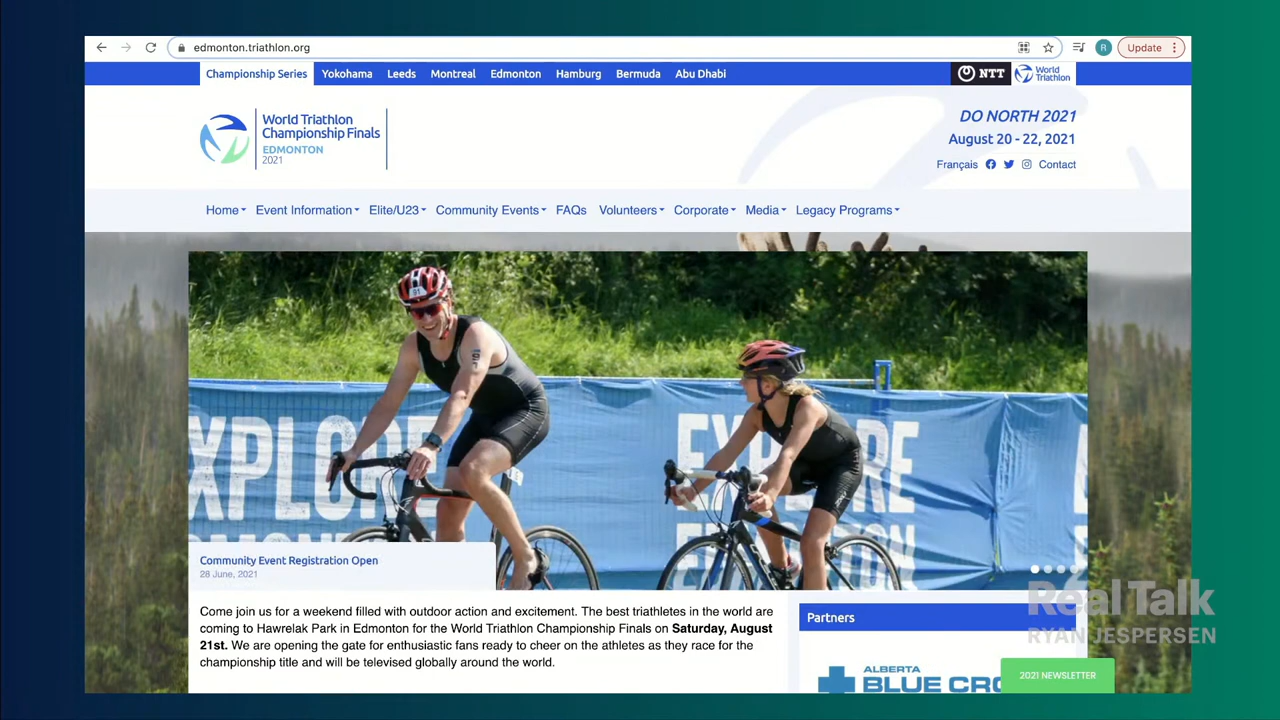 edmonton.triathlon.org
R
Update
Championship Series Yokohama Leeds Montreal Edmonton Hamburg Bermuda Abu Dhabi
NTT
World
Triathlon
World Triathlon
Championship Finals
EDMONTON
2021
DO NORTH 2021
August 20 - 22, 2021
Français Contact
Home Event Information Elite/U23 Community Events FAQs Volunteers Corporate Media Legacy Programs
91
XPLORE
EXPLORE
Community Event Registration Open
28 June, 2021
Come join us for a weekend filled with outdoor action and excitement. The best triathletes in the world are
coming to Hawrelak Park in Edmonton for the World Triathlon Championship Finals on Saturday, August
21st. We are opening the gate for enthusiastic fans ready to cheer on the athletes as they race for the
championship title and will be televised globally around the world.
Partners
ALBERTA
BLUE CRO
2021 NEWSLETTER
Real Talk
RYAN JESPERSEN